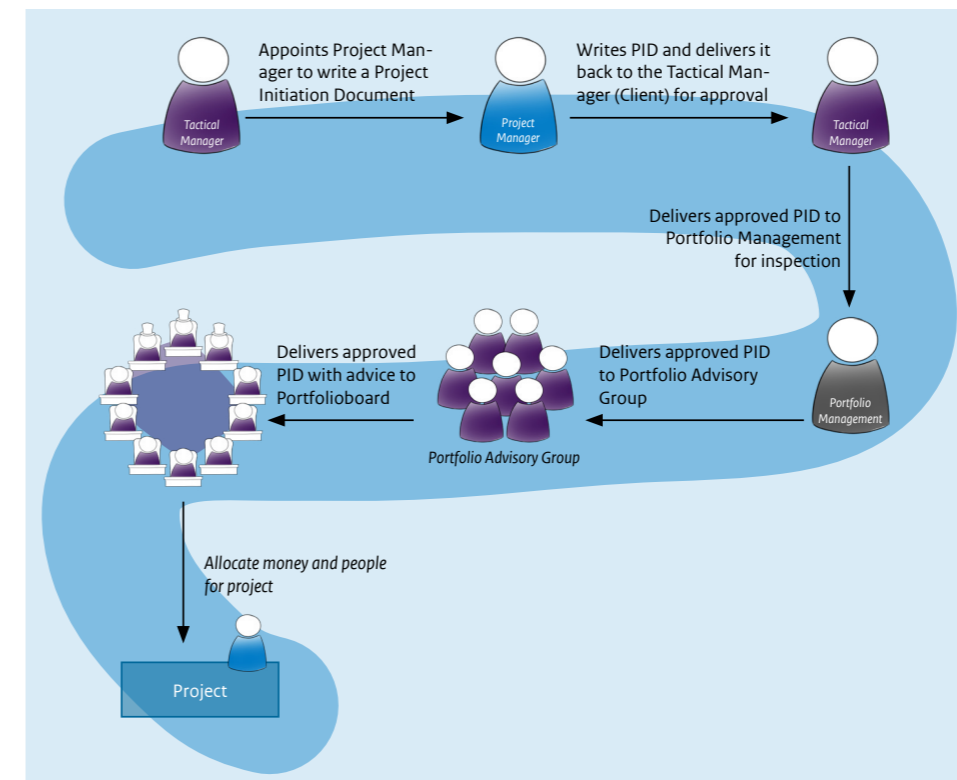 Appoints Project Man-
ager to write a Project
Initiation Document
Tactical
Manager
Writes PID and delivers it
back to the Tactical Man-
ager (Client) for approval
Project
Manager
Tactical
Manager
Delivers approved PID to
Portfolio Management
for inspection
Portfolio
Management
Delivers approved PID
to Portfolio Advisory
Group
Portfolio Advisory Group
Delivers approved
PID with advice to
Portfolioboard
Allocate money and people
for project
Project